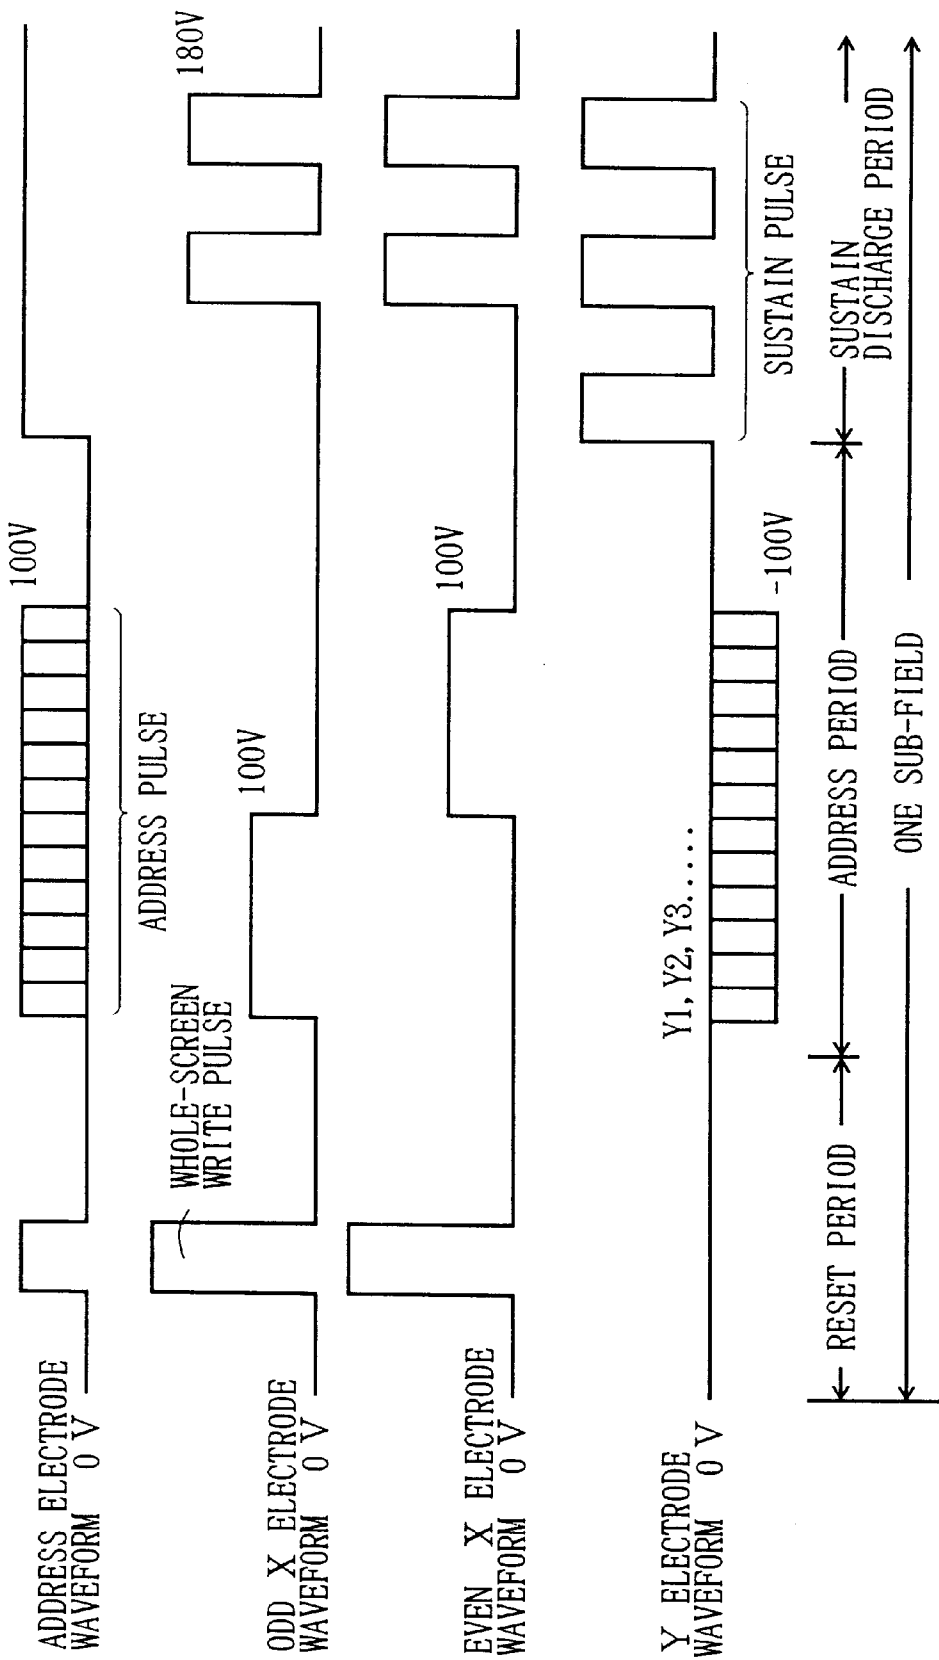 ADDRESS ELECTRODE
WAVEFORM 0 V
100V
ADDRESS PULSE
WHOLE-SCREEN
WRITE PULSE
ODD X ELECTRODE
WAVEFORM 0 V
100V
180V
EVEN X ELECTRODE
WAVEFORM 0 V
100V
Y ELECTRODE
WAVEFORM 0 V
Y1, Y2, Y3......
-100V
SUSTAIN PULSE
RESET PERIOD
ADDRESS PERIOD
SUSTAIN
DISCHARGE PERIOD
ONE SUB-FIELD